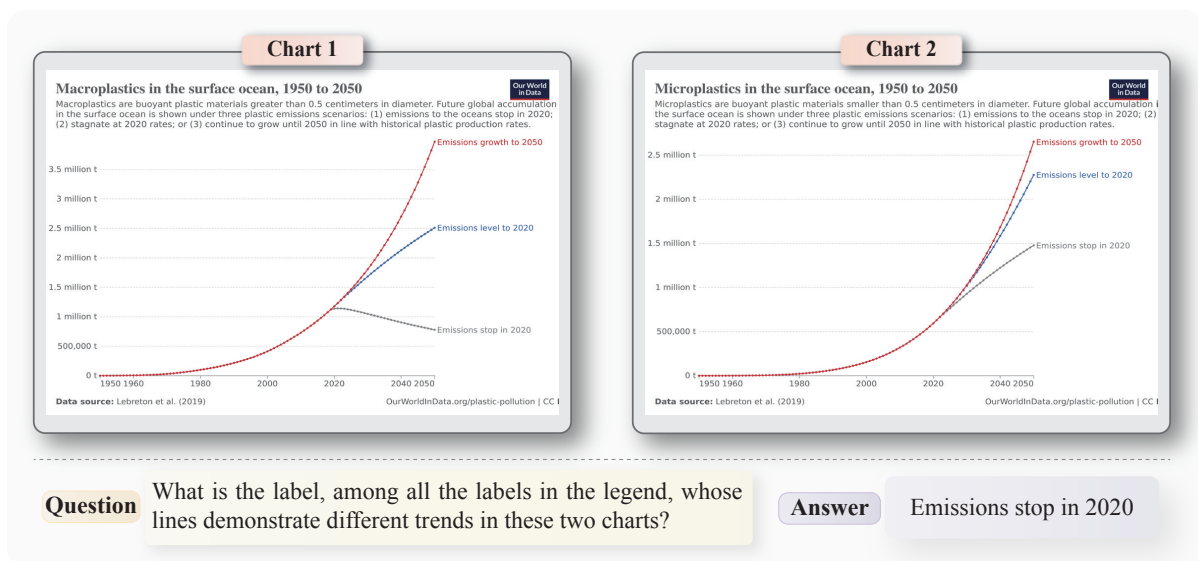 Chart 1
Macroplastics in the surface ocean, 1950 to 2050
Our World
in Data
Macroplastics are buoyant plastic materials greater than 0.5 centimeters in diameter. Future global accumulation
in the surface ocean is shown under three plastic emissions scenarios: (1) emissions to the oceans stop in 2020;
(2) stagnate at 2020 rates; or (3) continue to grow until 2050 in line with historical plastic production rates.
Emissions growth to 2050
3.5 million t
3 million t
2.5 million t
Emissions level to 2020
2 million t
1.5 million t
1 million t
Emissions stop in 2020
500,000 t
0 t
1950 1960 1980 2000 2020 2040 2050
Data source: Lebreton et al. (2019)
OurWorldInData.org/plastic-pollution | CC
Chart 2
Microplastics in the surface ocean, 1950 to 2050
Our World
in Data
Microplastics are buoyant plastic materials smaller than 0.5 centimeters in diameter. Future global accumulation
the surface ocean is shown under three plastic emissions scenarios: (1) emissions to the oceans stop in 2020; (2)
stagnate at 2020 rates; or (3) continue to grow until 2050 in line with historical plastic production rates.
Emissions growth to 2050
2.5 million t
Emissions level to 2020
2 million t
1.5 million t
Emissions stop in 2020
1 million t
500,000 t
0 t
1950 1960 1980 2000 2020 2040 2050
Data source: Lebreton et al. (2019)
OurWorldInData.org/plastic-pollution | CC
Question
What is the label, among all the labels in the legend, whose
lines demonstrate different trends in these two charts?
Answer
Emissions stop in 2020